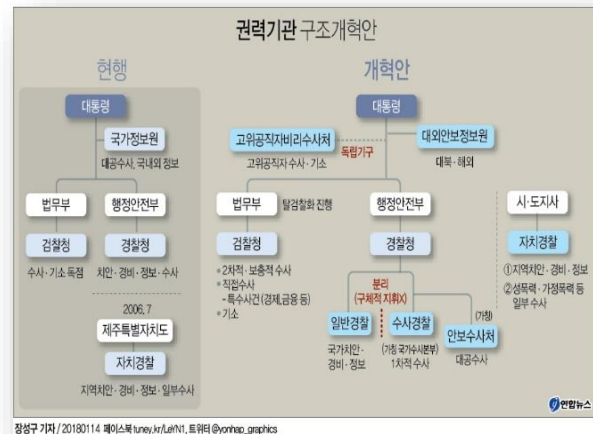 권력기관 구조개혁안
현행
대통령
국가정보원
대공수사, 국내외 정보
법무부
행정안전부
검찰청
경찰청
수사·기소 독점
치안·경비·정보·수사
2006. 7
제주특별자치도
자치경찰
지역치안·경비·정보·일부수사
개혁안
대통령
고위공직자비리수사처
고위공직자 수사·기소
독립기구
대외안보정보원
대북·해외
법무부
탈검찰화 진행
행정안전부
검찰청
경찰청
2차적·보충적 수사
직접수사
- 특수사건(경제,금융 등)
기소
분리
(구체적 지휘X)
일반경찰
수사경찰
(가칭)
안보수사처
국가치안·
경비·정보
(가칭 국가수사본부)
1차적 수사
대공수사
시·도지사
자치경찰
①지역치안·경비·정보
②성폭력·가정폭력 등
일부 수사
연합뉴스
장성구 기자 / 20180114 페이스북 tuney.kr/LeYN1, 트위터 @yonhap_graphics